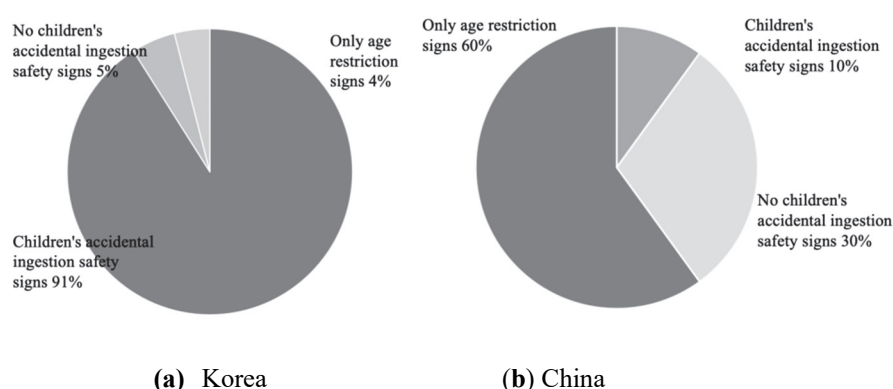 No children's
accidental ingestion
safety signs 5%
Only age
restriction
signs 4%
Children's accidental
ingestion safety
signs 91%
(a) Korea
Only age restriction
signs 60%
Children's
accidental ingestion
safety signs 10%
No children's
accidental ingestion
safety signs 30%
(b) China